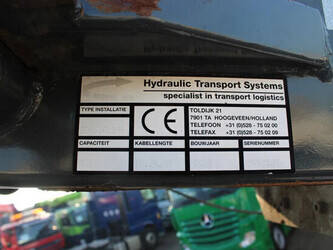 Hydraulic Transport Systems
specialist in transport logistics
TYPE INSTALLATIE
CE
TOLDIJK 21
7901 TA HOOGEVEEN/HOLLAND
TELEFOON +31 (0)528 - 75 02 00
TELEFAX +31 (0)528 - 75 02 09
CAPACITEIT KABELLENGTE BOUWJAAR SERIENUMMER